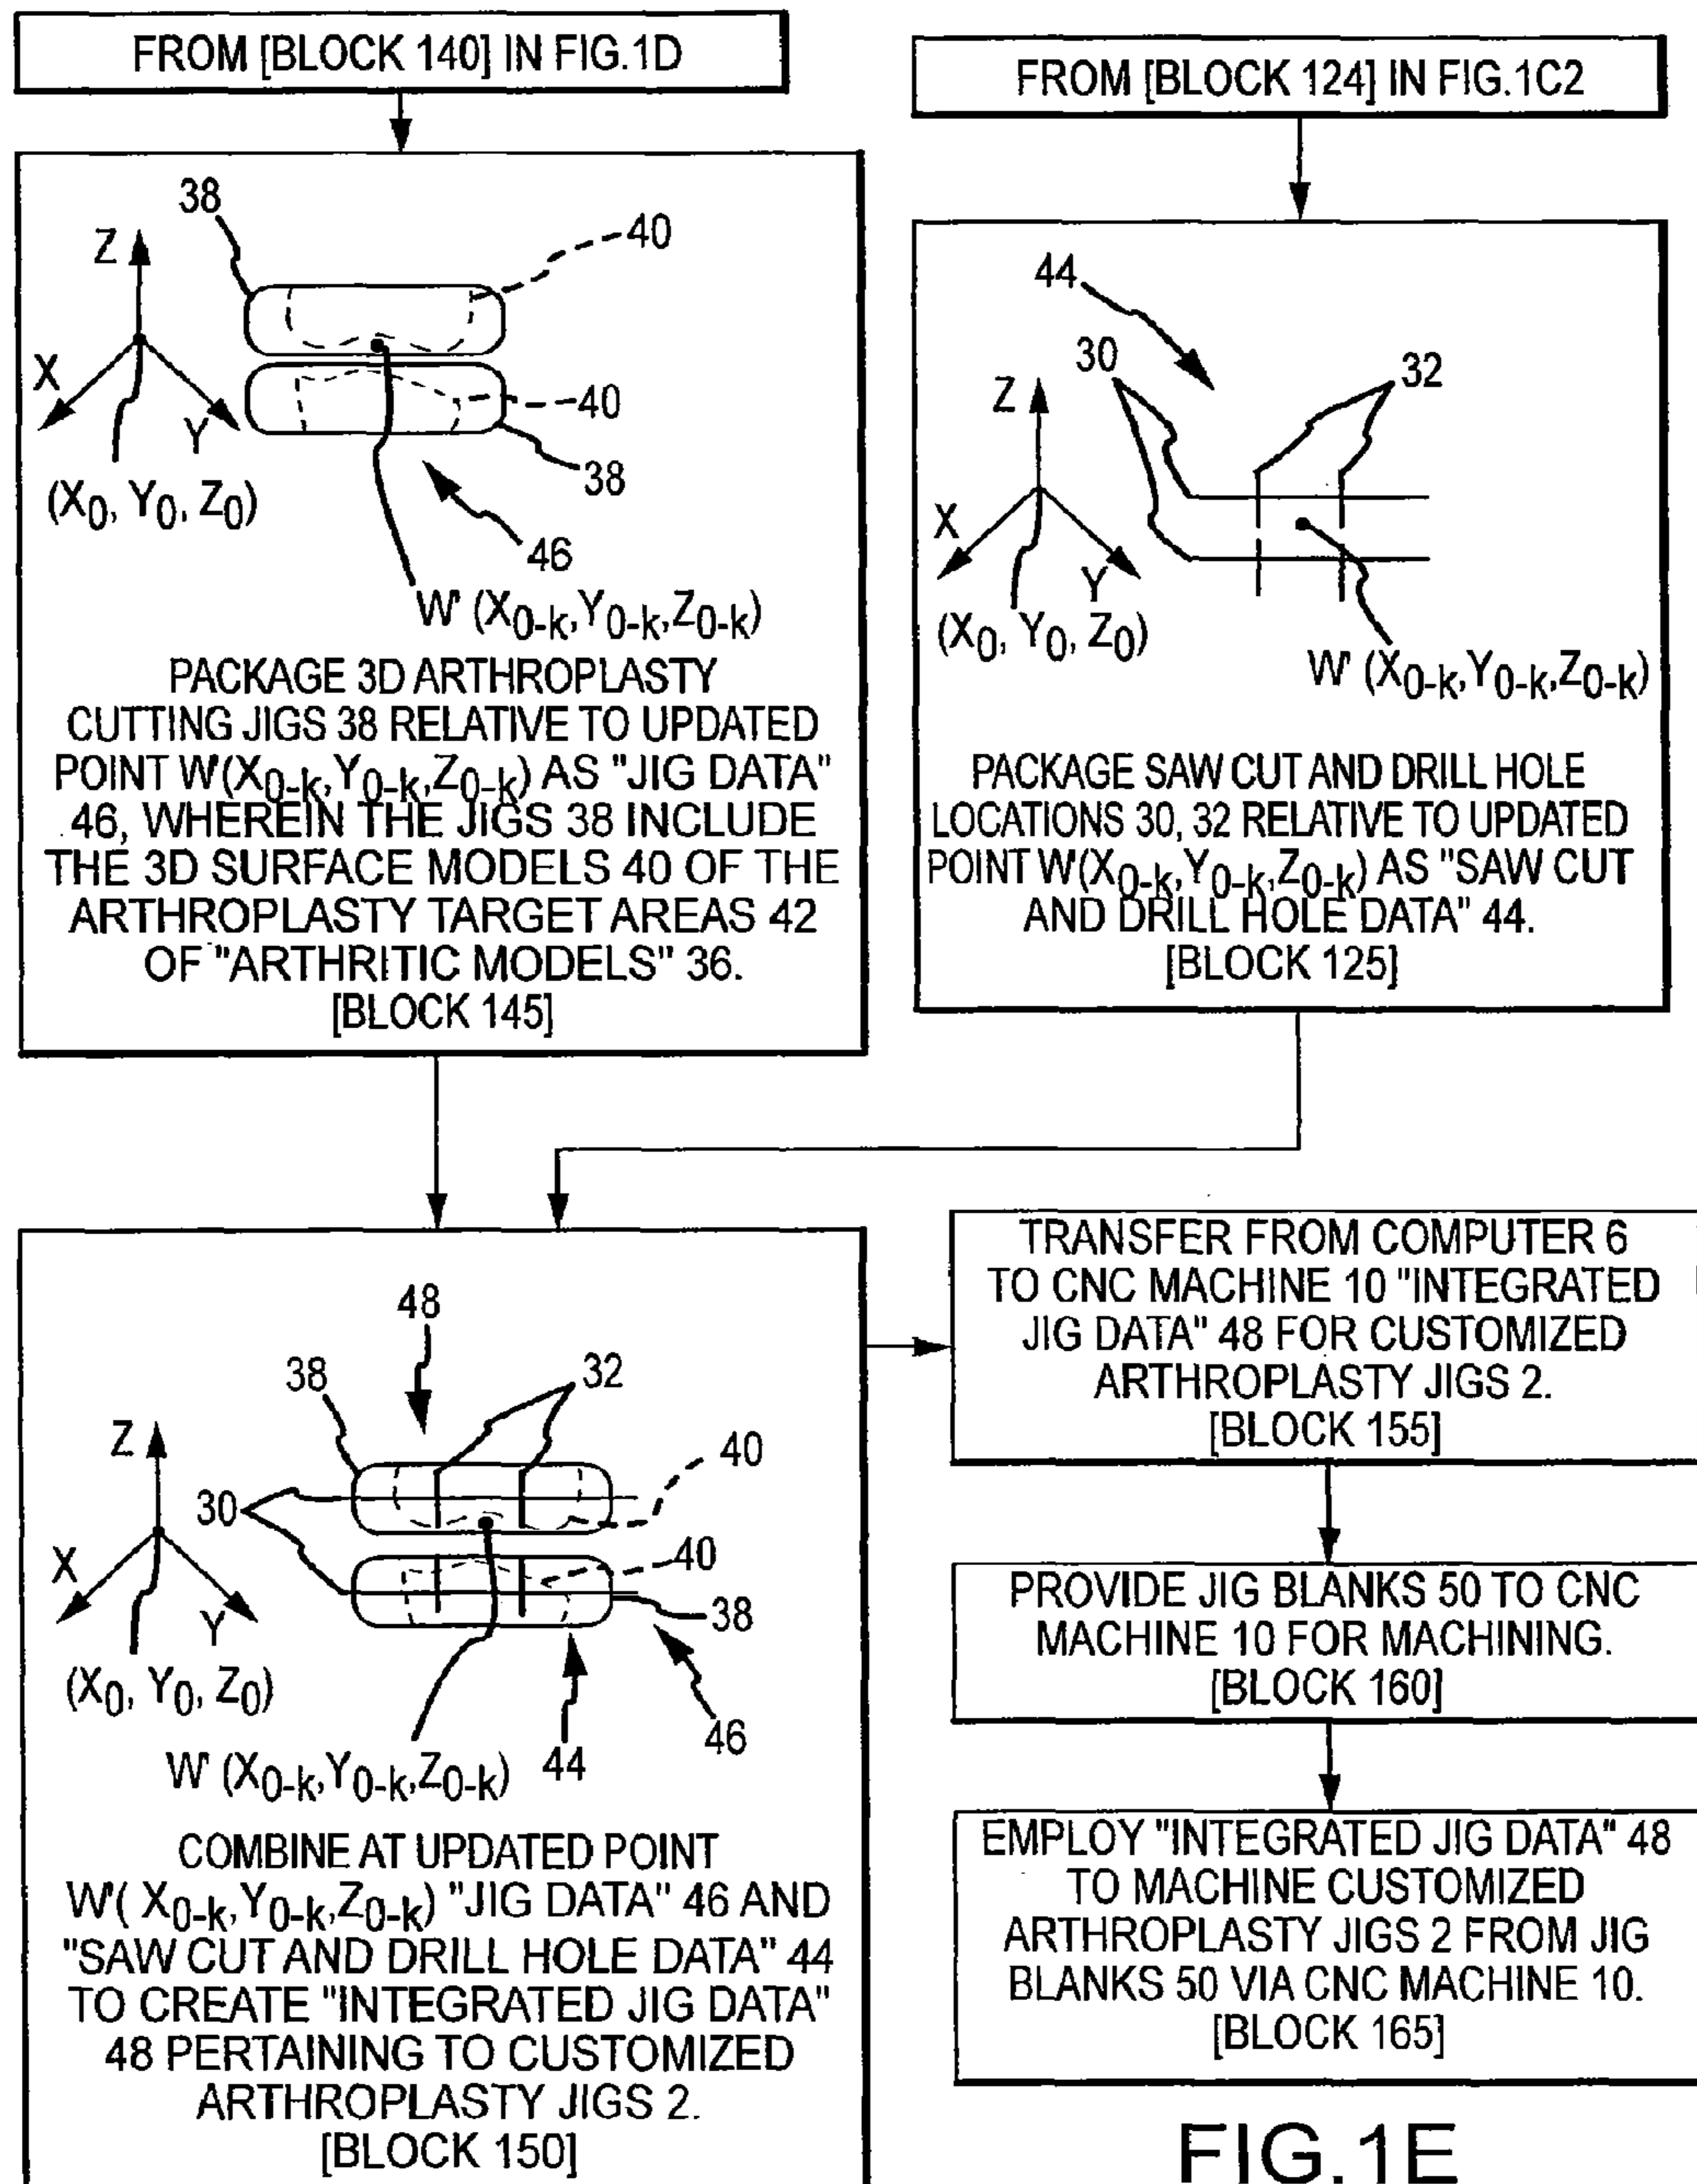 FROM [BLOCK 140] IN FIG.1D
38
40
Z
X
Y
40
38
(X0, Y0, Z0)
46
W' (X0-k,Y0-k,Z0-k)
PACKAGE 3D ARTHROPLASTY
CUTTING JIGS 38 RELATIVE TO UPDATED
POINT W'(X0-k,Y0-k,Z0-k) AS "JIG DATA"
46, WHEREIN THE JIGS 38 INCLUDE
THE 3D SURFACE MODELS 40 OF THE
ARTHROPLASTY TARGET AREAS 42
OF "ARTHRITIC MODELS" 36.
[BLOCK 145]
FROM [BLOCK 124] IN FIG.1C2
44
30
32
Z
X
Y
(X0, Y0, Z0)
W' (X0-k,Y0-k,Z0-k)
PACKAGE SAW CUT AND DRILL HOLE
LOCATIONS 30, 32 RELATIVE TO UPDATED
POINT W'(X0-k,Y0-k,Z0-k) AS "SAW CUT
AND DRILL HOLE DATA" 44.
[BLOCK 125]
48
38
32
Z
40
30
40
X
Y
38
(X0, Y0, Z0)
46
W' (X0-k,Y0-k,Z0-k)
44
COMBINE AT UPDATED POINT
W'( X0-k,Y0-k,Z0-k) "JIG DATA" 46 AND
"SAW CUT AND DRILL HOLE DATA" 44
TO CREATE "INTEGRATED JIG DATA"
48 PERTAINING TO CUSTOMIZED
ARTHROPLASTY JIGS 2.
[BLOCK 150]
TRANSFER FROM COMPUTER 6
TO CNC MACHINE 10 "INTEGRATED
JIG DATA" 48 FOR CUSTOMIZED
ARTHROPLASTY JIGS 2.
[BLOCK 155]
PROVIDE JIG BLANKS 50 TO CNC
MACHINE 10 FOR MACHINING.
[BLOCK 160]
EMPLOY "INTEGRATED JIG DATA" 48
TO MACHINE CUSTOMIZED
ARTHROPLASTY JIGS 2 FROM JIG
BLANKS 50 VIA CNC MACHINE 10.
[BLOCK 165]
FIG.1E